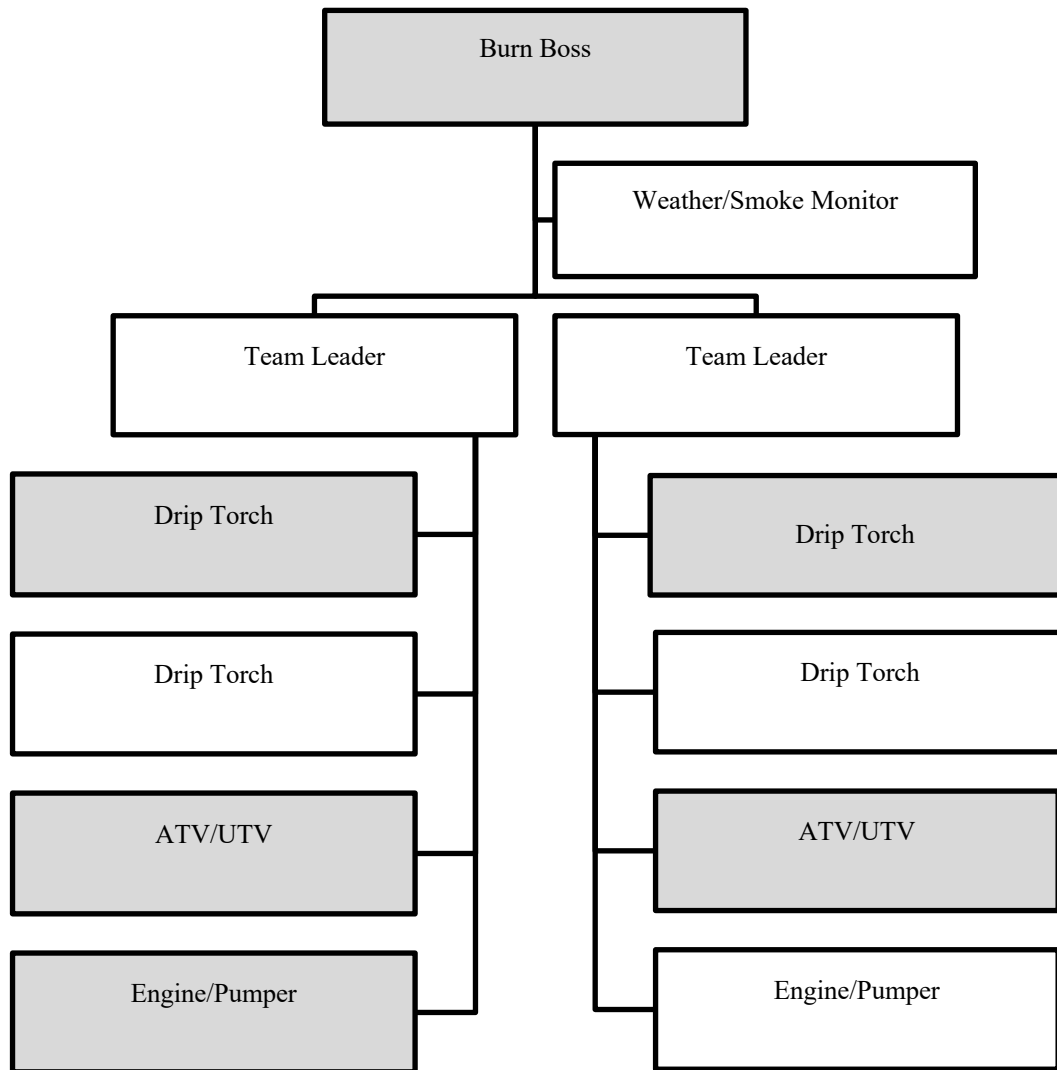 Burn Boss
Weather/Smoke Monitor
Team Leader
Team Leader
Drip Torch
Drip Torch
Drip Torch
Drip Torch
ATV/UTV
ATV/UTV
Engine/Pumper
Engine/Pumper